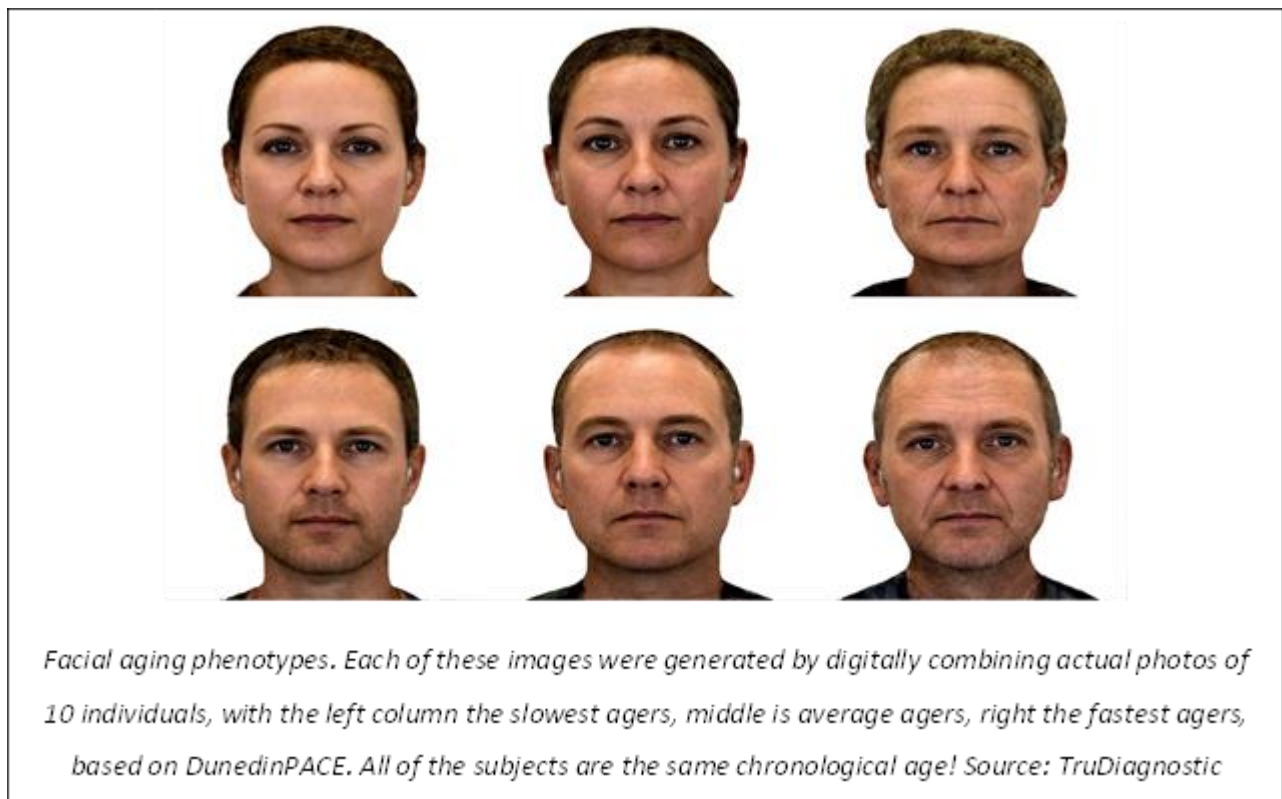 Facial aging phenotypes. Each of these images were generated by digitally combining actual photos of
10 individuals, with the left column the slowest agers, middle is average agers, right the fastest agers,
based on DunedinPACE. All of the subjects are the same chronological age! Source: TruDiagnostic